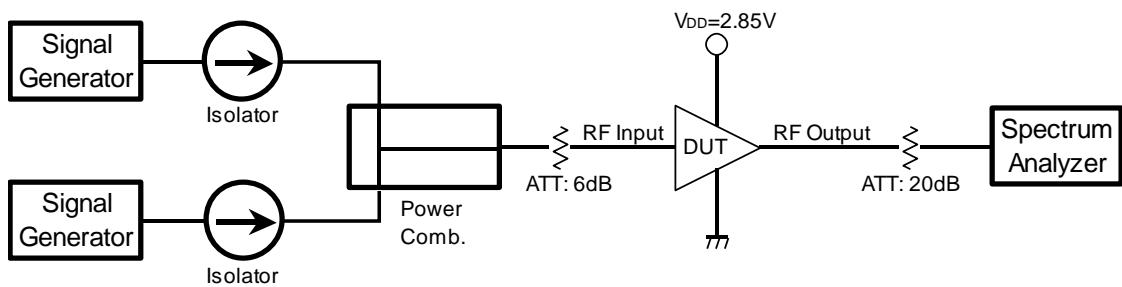 Signal
Generator
Isolator
Signal
Generator
Isolator
Power
Comb.
ATT: 6dB
RF Input
VDD=2.85V
DUT
RF Output
ATT: 20dB
Spectrum
Analyzer